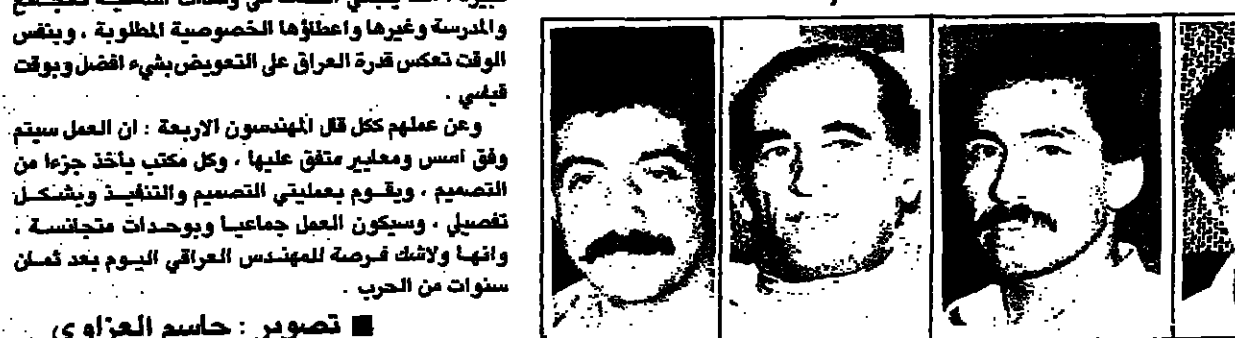 والمدرسة وغيرها واعطاؤها الخصوصية المطلوبة ، وبنفس
الوقت تعكس قدرة العراق على التعويض بشيء افضل وبوقت
قياسي .
وعن عملهم ككل قال المهندسون الاربعة : ان العمل سيتم
وفق اسس ومعايير متفق عليها ، وكل مكتب يأخذ جزءا من
التصميم ، ويقوم بعمليتي التصميم والتنفيذ وبشكل
تفصيلي ، وسيكون العمل جماعيا وبوحدات متجانسة .
وانها ولاشك فرصة للمهندس العراقي اليوم بعد ثمان
سنوات من الحرب .
■ تصوير : جاسم العزاوي